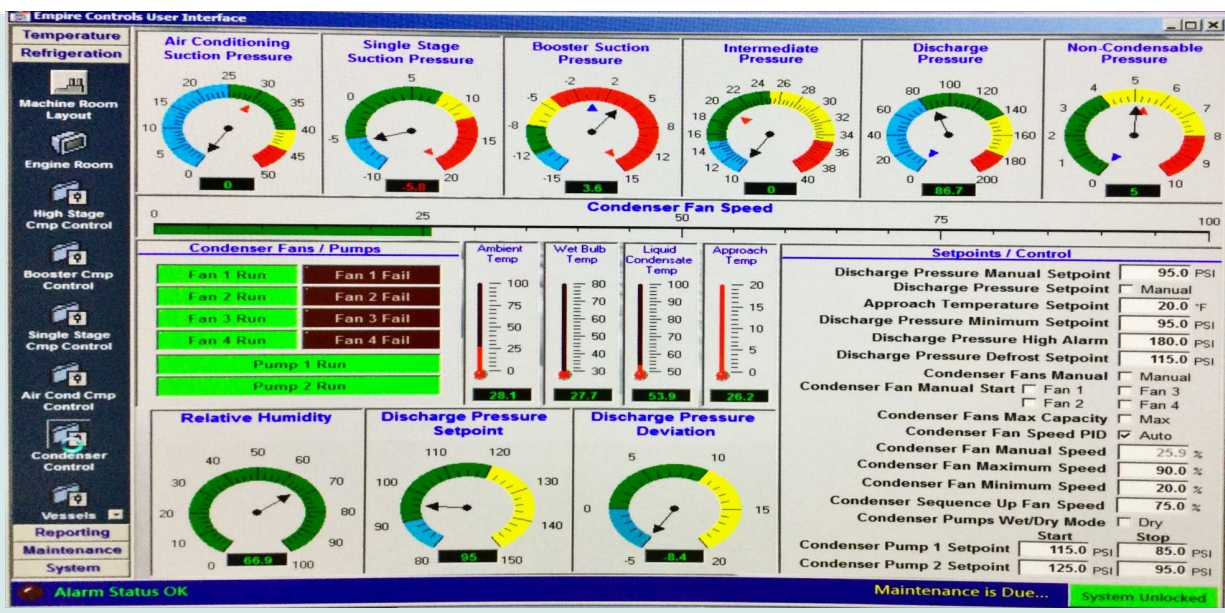 Empire Controls User Interface
Temperature
Refrigeration
Machine Room
Layout
Engine Room
High Stage
Cmp Control
Booster Cmp
Control
Single Stage
Cmp Control
Air Cond Cmp
Control
Condenser
Control
Vessels
Reporting
Maintenance
System
Air Conditioning
Suction Pressure
0 5 10 15 20 25 30 35 40 45 50
0
Single Stage
Suction Pressure
-10 -5 0 5 10 15 20
-5.8
Booster Suction
Pressure
-15 -12 -8 -5 -2 2 5 8 12 15
3.6
Intermediate
Pressure
10 12 14 16 18 20 22 24 26 28 30 32 34 36 38 40
0
Discharge
Pressure
0 20 40 60 80 100 120 140 160 180 200
86.7
Non-Condensable
Pressure
0 1 2 3 4 5 6 7 8 9 10
5
Condenser Fan Speed
0 25 50 75 100
Condenser Fans / Pumps
Fan 1 Run Fan 1 Fail
Fan 2 Run Fan 2 Fail
Fan 3 Run Fan 3 Fail
Fan 4 Run Fan 4 Fail
Pump 1 Run
Pump 2 Run
Ambient
Temp
100
75
50
25
0
28.1
Wet Bulb
Temp
80
70
60
50
40
30
27.7
Liquid
Condensate
Temp
100
90
80
70
60
50
53.9
Approach
Temp
20
15
10
5
0
26.2
Setpoints / Control
Discharge Pressure Manual Setpoint 95.0 PSI
Discharge Pressure Setpoint Manual
Approach Temperature Setpoint 20.0 °F
Discharge Pressure Minimum Setpoint 95.0 PSI
Discharge Pressure High Alarm 180.0 PSI
Discharge Pressure Defrost Setpoint 115.0 PSI
Condenser Fans Manual Manual
Condenser Fan Manual Start Fan 1 Fan 3
Fan 2 Fan 4
Condenser Fans Max Capacity Max
Condenser Fan Speed PID Auto
Condenser Fan Manual Speed 25.9 %
Condenser Fan Maximum Speed 90.0 %
Condenser Fan Minimum Speed 20.0 %
Condenser Sequence Up Fan Speed 75.0 %
Condenser Pumps Wet/Dry Mode Dry
Start Stop
Condenser Pump 1 Setpoint 115.0 PSI 85.0 PSI
Condenser Pump 2 Setpoint 125.0 PSI 95.0 PSI
Relative Humidity
0 10 20 30 40 50 60 70 80 90 100
66.9
Discharge Pressure
Setpoint
80 90 100 110 120 130 140 150
95
Discharge Pressure
Deviation
-5 0 5 10 15 20
-8.4
Alarm Status OK
Maintenance is Due...
System Unlocked